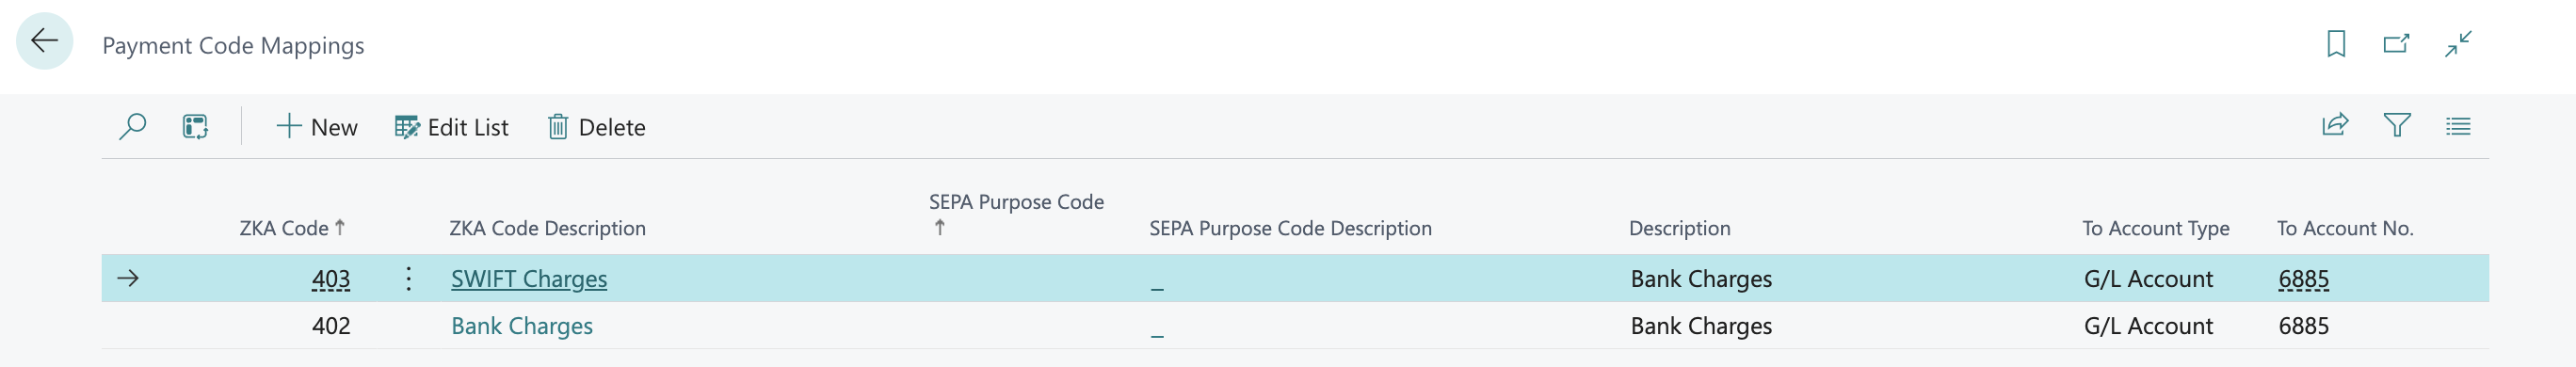 Payment Code Mappings
New Edit List Delete
ZKA Code ↑ ZKA Code Description SEPA Purpose Code ↑ SEPA Purpose Code Description Description To Account Type To Account No.
403 SWIFT Charges _ Bank Charges G/L Account 6885
402 Bank Charges _ Bank Charges G/L Account 6885